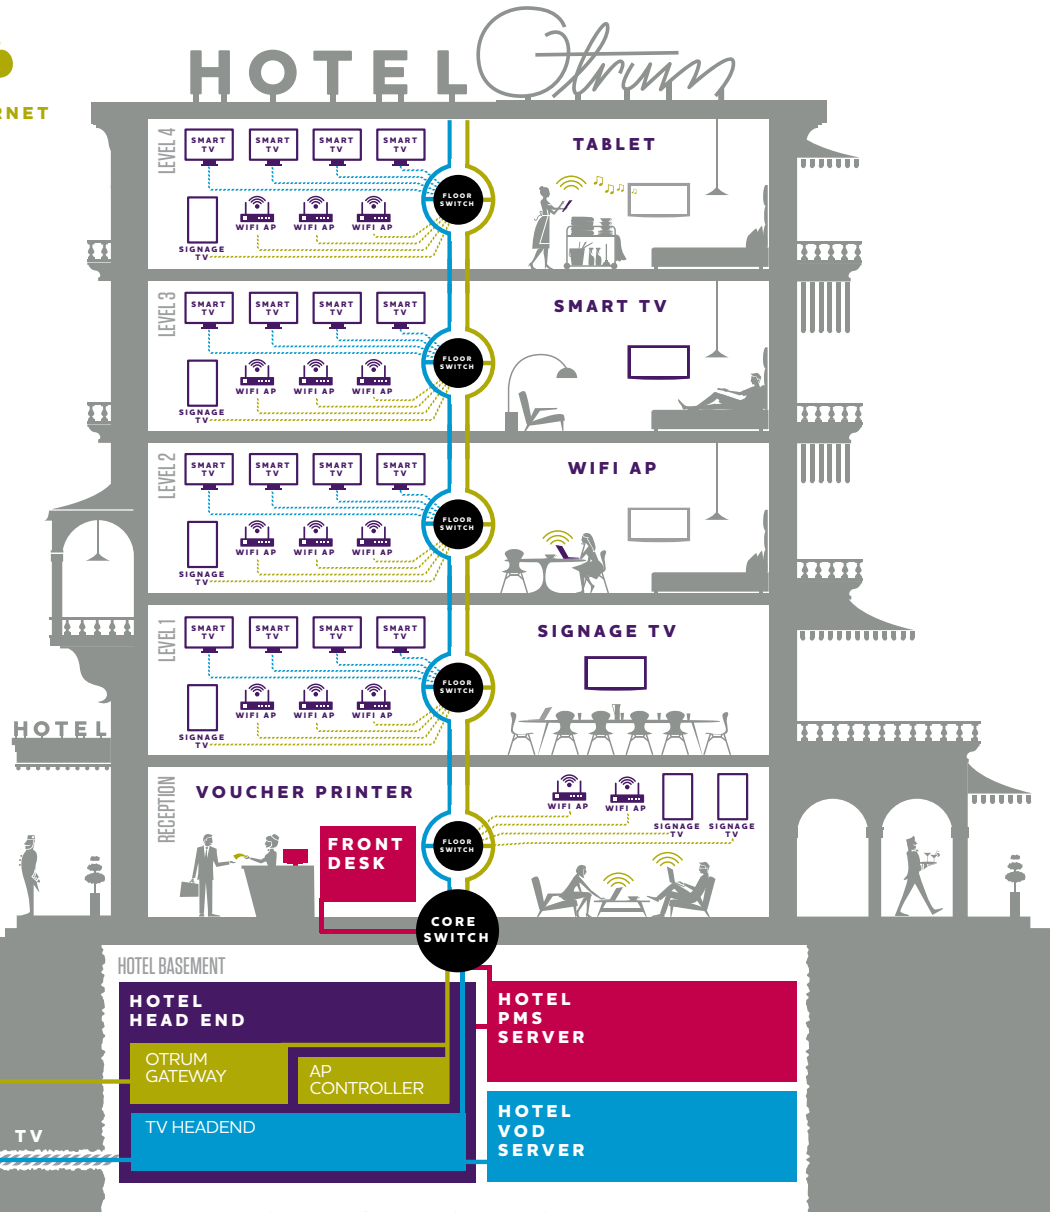 HOTEL Otrum
RNET
LEVEL 4
SMART
TV
SMART
TV
SMART
TV
SMART
TV
SIGNAGE
TV
WIFI AP
WIFI AP
WIFI AP
FLOOR
SWITCH
TABLET
LEVEL 3
SMART
TV
SMART
TV
SMART
TV
SMART
TV
SIGNAGE
TV
WIFI AP
WIFI AP
WIFI AP
FLOOR
SWITCH
SMART TV
LEVEL 2
SMART
TV
SMART
TV
SMART
TV
SMART
TV
SIGNAGE
TV
WIFI AP
WIFI AP
WIFI AP
FLOOR
SWITCH
WIFI AP
LEVEL 1
SMART
TV
SMART
TV
SMART
TV
SMART
TV
SIGNAGE
TV
WIFI AP
WIFI AP
WIFI AP
FLOOR
SWITCH
SIGNAGE TV
HOTEL
RECEPTION
VOUCHER PRINTER
FRONT
DESK
FLOOR
SWITCH
WIFI AP
WIFI AP
SIGNAGE
TV
SIGNAGE
TV
CORE
SWITCH
HOTEL BASEMENT
HOTEL
HEAD END
OTRUM
GATEWAY
AP
CONTROLLER
TV HEADEND
TV
HOTEL
PMS
SERVER
HOTEL
VOD
SERVER